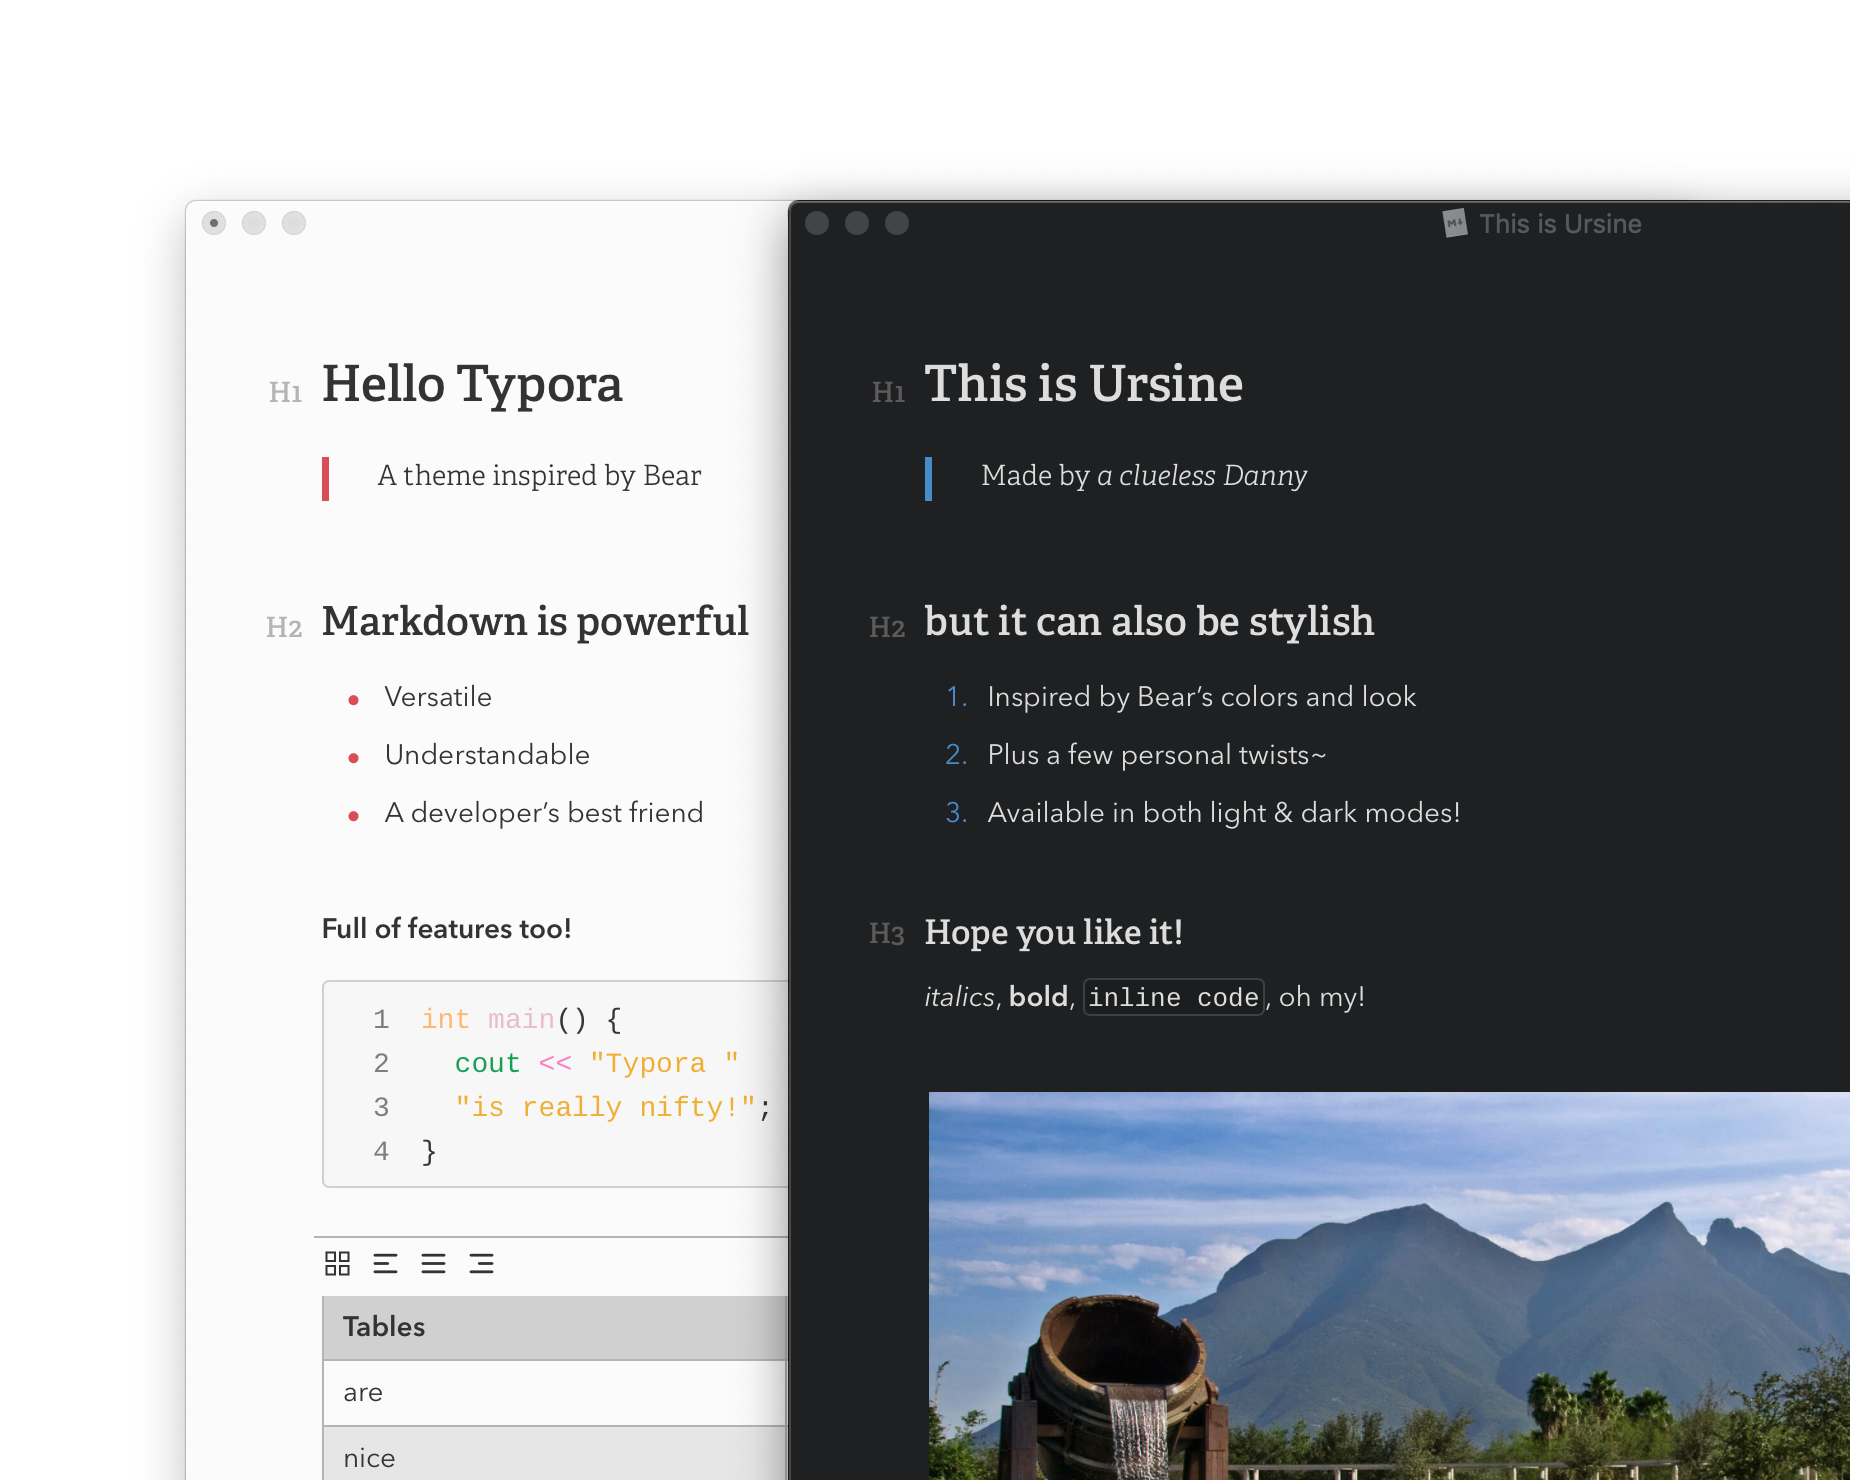 H1 Hello Typora
A theme inspired by Bear
H2 Markdown is powerful
• Versatile
• Understandable
• A developer’s best friend
Full of features too!
1 int main() {
2   cout << "Typora "
3   "is really nifty!";
4 }
Tables
are
nice
M↓ This is Ursine
H1 This is Ursine
Made by a clueless Danny
H2 but it can also be stylish
1. Inspired by Bear’s colors and look
2. Plus a few personal twists~
3. Available in both light & dark modes!
H3 Hope you like it!
italics, bold, inline code, oh my!